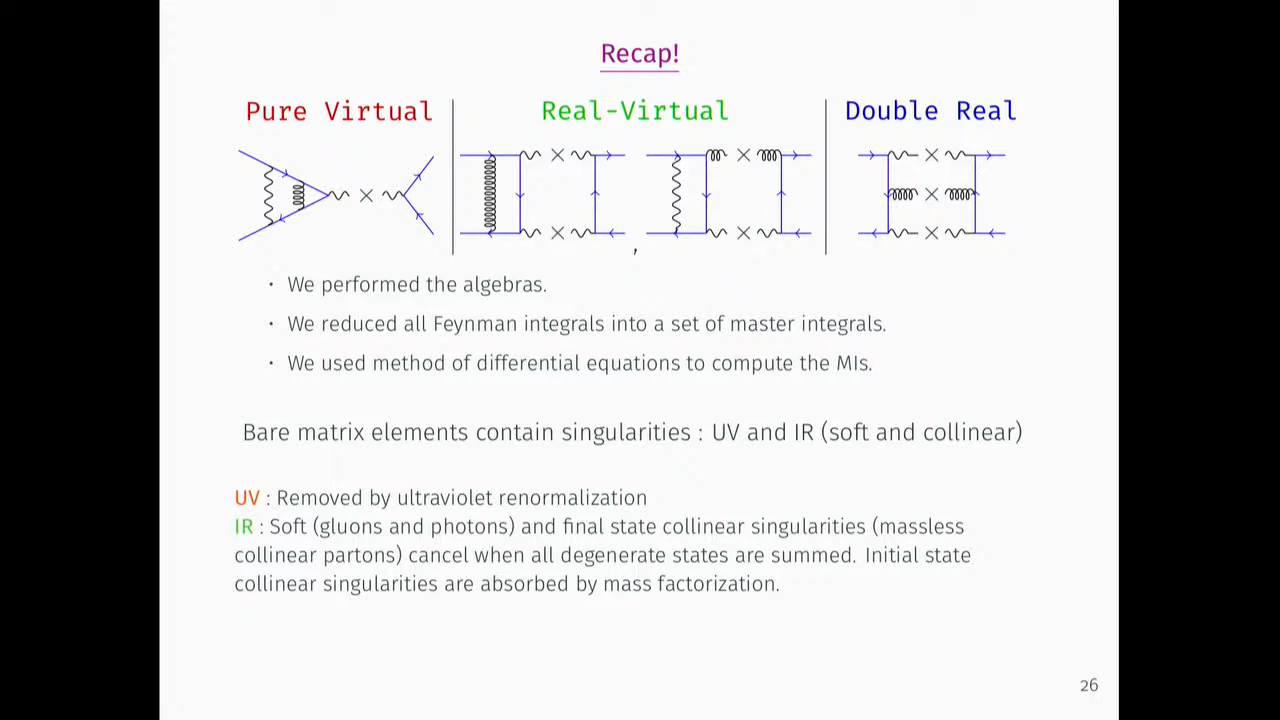 Recap!
Pure Virtual
Real-Virtual
Double Real
,
· We performed the algebras.
· We reduced all Feynman integrals into a set of master integrals.
· We used method of differential equations to compute the MIs.
Bare matrix elements contain singularities : UV and IR (soft and collinear)
UV : Removed by ultraviolet renormalization
IR : Soft (gluons and photons) and final state collinear singularities (massless
collinear partons) cancel when all degenerate states are summed. Initial state
collinear singularities are absorbed by mass factorization.
26